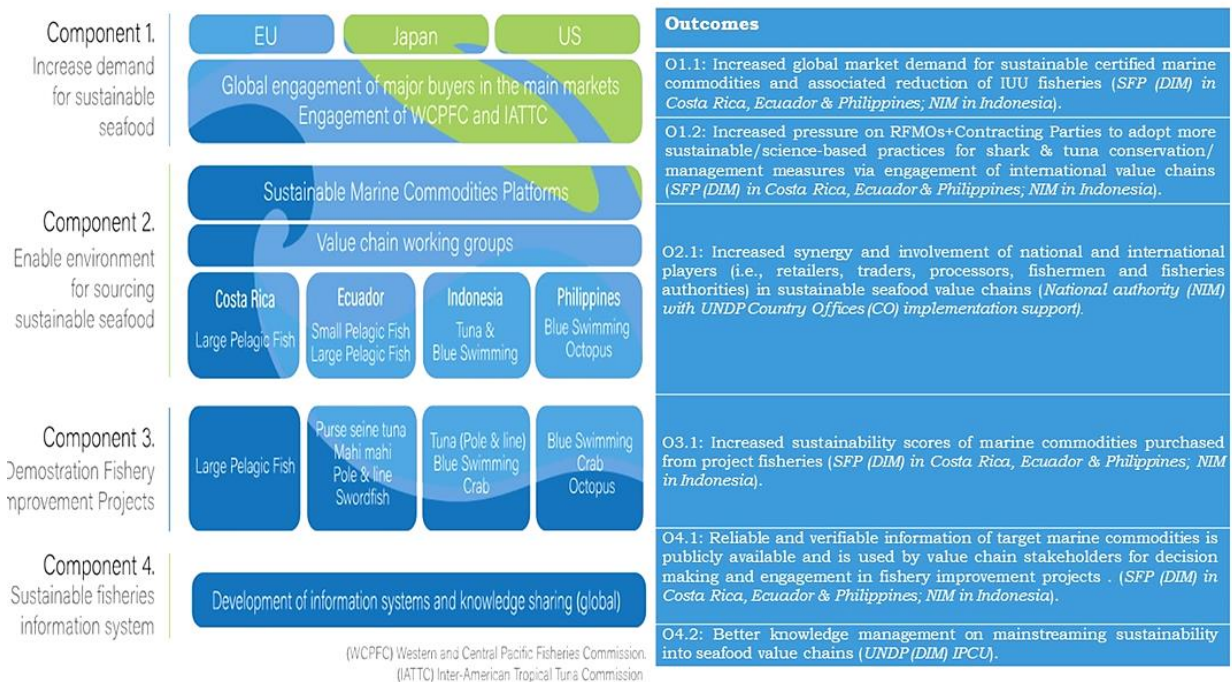 Component 1.
Increase demand
for sustainable
seafood
EU
Japan
US
Global engagement of major buyers in the main markets
Engagement of WCPFC and IATTC
Component 2.
Enable environment
for sourcing
sustainable seafood
Sustainable Marine Commodities Platforms
Value chain working groups
Costa Rica
Large Pelagic Fish
Ecuador
Small Pelagic Fish
Large Pelagic Fish
Indonesia
Tuna &
Blue Swimming
Philippines
Blue Swimming
Octopus
Component 3.
Demostration Fishery
mprovement Projects
Large Pelagic Fish
Purse seine tuna
Mahi mahi
Pole & line
Swordfish
Tuna (Pole & line)
Blue Swimming
Crab
Blue Swimming
Crab
Octopus
Component 4.
Sustainable fisheries
information system
Development of information systems and knowledge sharing (global)
(WCPFC) Western and Central Pacific Fisheries Commission.
(IATTC) Inter-American Tropical Tuna Commission
Outcomes
O1.1: Increased global market demand for sustainable certified marine
commodities and associated reduction of IUU fisheries (SFP (DIM) in
Costa Rica, Ecuador & Philippines; NIM in Indonesia).
O1.2: Increased pressure on RFMOs+Contracting Parties to adopt more
sustainable/science-based practices for shark & tuna conservation/
management measures via engagement of international value chains
(SFP (DIM) in Costa Rica, Ecuador & Philippines; NIM in Indonesia).
O2.1: Increased synergy and involvement of national and international
players (i.e., retailers, traders, processors, fishermen and fisheries
authorities) in sustainable seafood value chains (National authority (NIM)
with UNDP Country Offices (CO) implementation support).
O3.1: Increased sustainability scores of marine commodities purchased
from project fisheries (SFP (DIM) in Costa Rica, Ecuador & Philippines; NIM
in Indonesia).
O4.1: Reliable and verifiable information of target marine commodities is
publicly available and is used by value chain stakeholders for decision
making and engagement in fishery improvement projects . (SFP (DIM) in
Costa Rica, Ecuador & Philippines; NIM in Indonesia).
O4.2: Better knowledge management on mainstreaming sustainability
into seafood value chains (UNDP (DIM) IPCU).